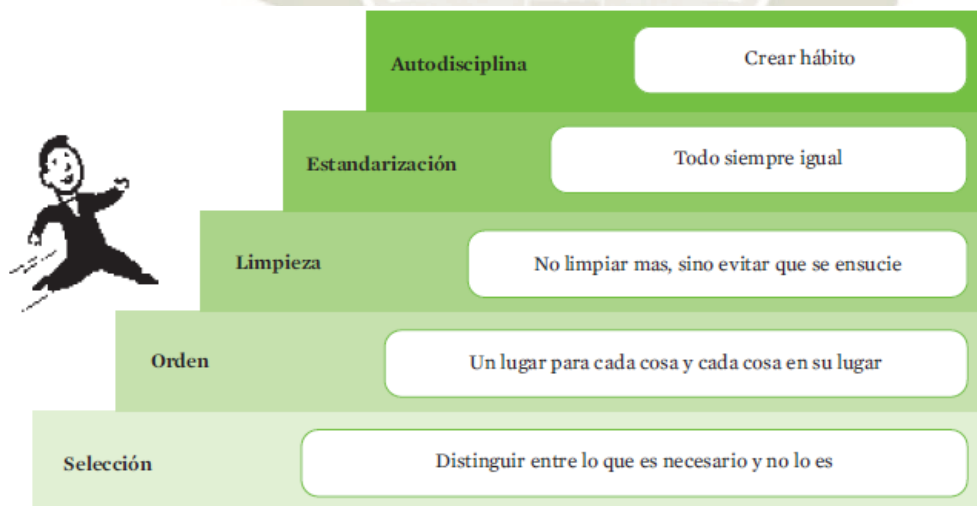 Autodisciplina
Crear hábito
Estandarización
Todo siempre igual
Limpieza
No limpiar mas, sino evitar que se ensucie
Orden
Un lugar para cada cosa y cada cosa en su lugar
Selección
Distinguir entre lo que es necesario y no lo es